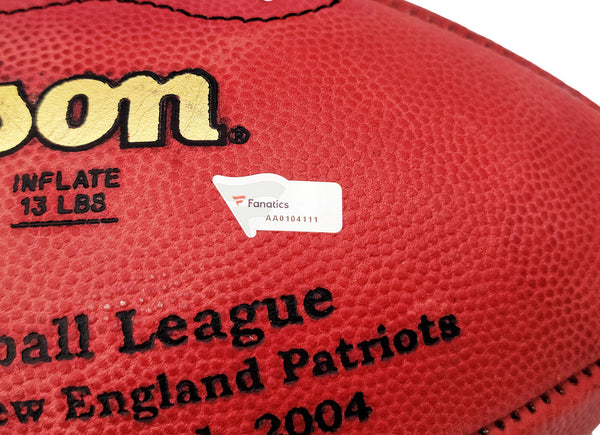 son®
INFLATE
13 LBS
Fanatics
AA0104111
ball League
ew England Patriots
2004